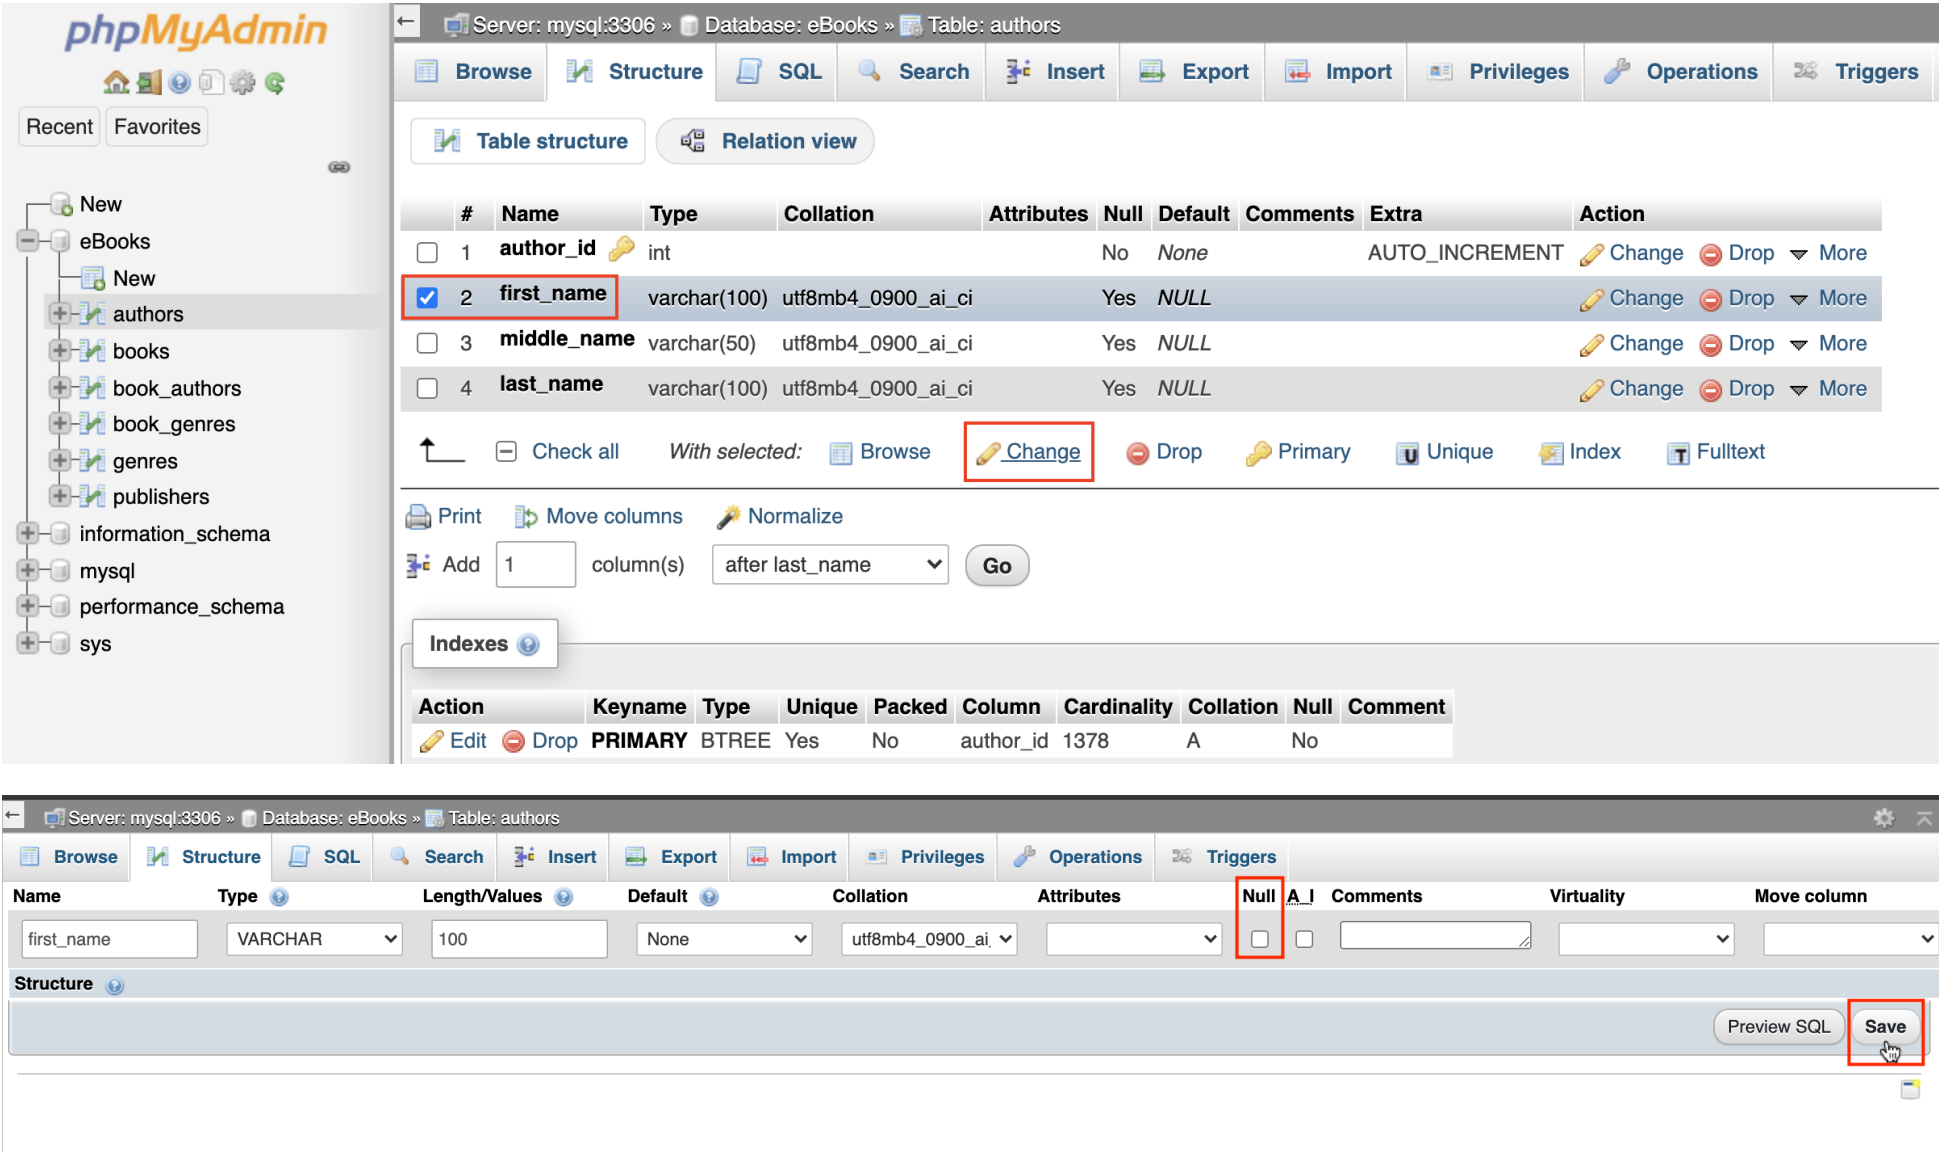 phpMyAdmin
Recent Favorites
New
eBooks
New
authors
books
book_authors
book_genres
genres
publishers
information_schema
mysql
performance_schema
sys
Server: mysql:3306 » Database: eBooks » Table: authors
Browse Structure SQL Search Insert Export Import Privileges Operations Triggers
Table structure Relation view
# Name Type Collation Attributes Null Default Comments Extra Action
1 author_id int No None AUTO_INCREMENT Change Drop More
2 first_name varchar(100) utf8mb4_0900_ai_ci Yes NULL Change Drop More
3 middle_name varchar(50) utf8mb4_0900_ai_ci Yes NULL Change Drop More
4 last_name varchar(100) utf8mb4_0900_ai_ci Yes NULL Change Drop More
Check all With selected: Browse Change Drop Primary Unique Index Fulltext
Print Move columns Normalize
Add 1 column(s) after last_name Go
Indexes
Action Keyname Type Unique Packed Column Cardinality Collation Null Comment
Edit Drop PRIMARY BTREE Yes No author_id 1378 A No
Server: mysql:3306 » Database: eBooks » Table: authors
Browse Structure SQL Search Insert Export Import Privileges Operations Triggers
Name Type Length/Values Default Collation Attributes Null A_I Comments Virtuality Move column
first_name VARCHAR 100 None utf8mb4_0900_ai_
Structure
Preview SQL Save